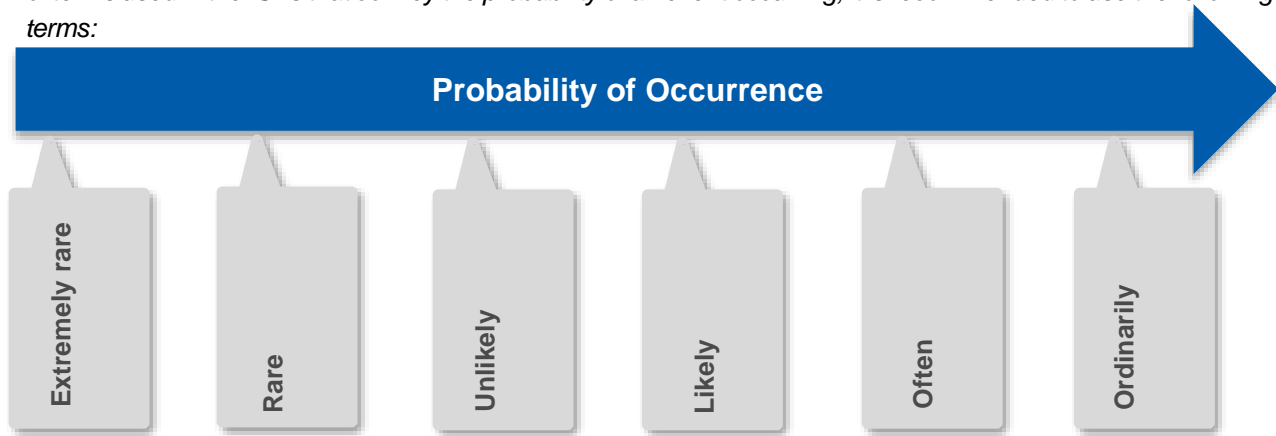 terms:
Probability of Occurrence
Extremely rare
Rare
Unlikely
Likely
Often
Ordinarily